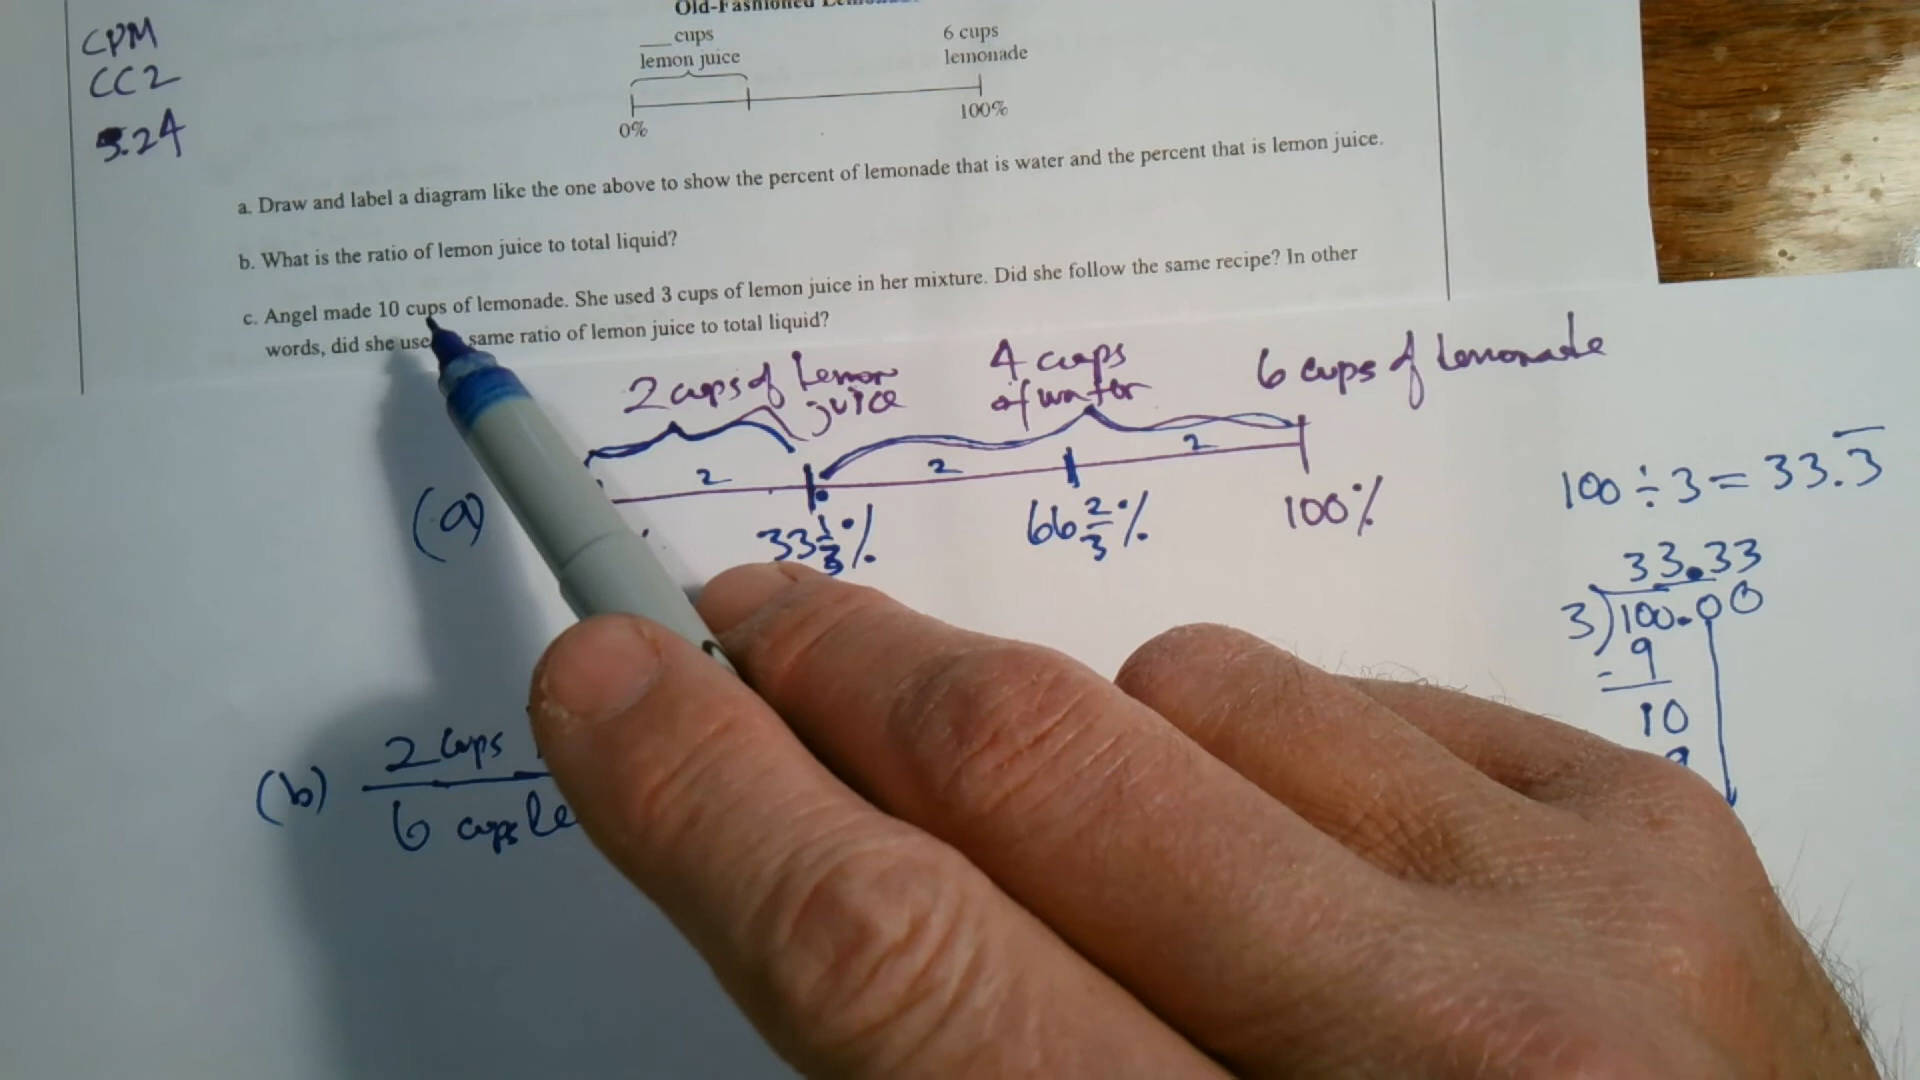 CPM
CC2
5.24
Old-Fashioned
___ cups
lemon juice
6 cups
lemonade
0%
100%
a. Draw and label a diagram like the one above to show the percent of lemonade that is water and the percent that is lemon juice.
b. What is the ratio of lemon juice to total liquid?
c. Angel made 10 cups of lemonade. She used 3 cups of lemon juice in her mixture. Did she follow the same recipe? In other
words, did she use same ratio of lemon juice to total liquid?
2 cups of lemon
juice
4 cups
of water
6 cups of lemonade
(a)
2
2
2
33 1/3 %
66 2/3 %
100%
100 ÷ 3 = 33.3̅
33.33
3)100.00
- 9
10
9
(b)
2 cups
6 cups le